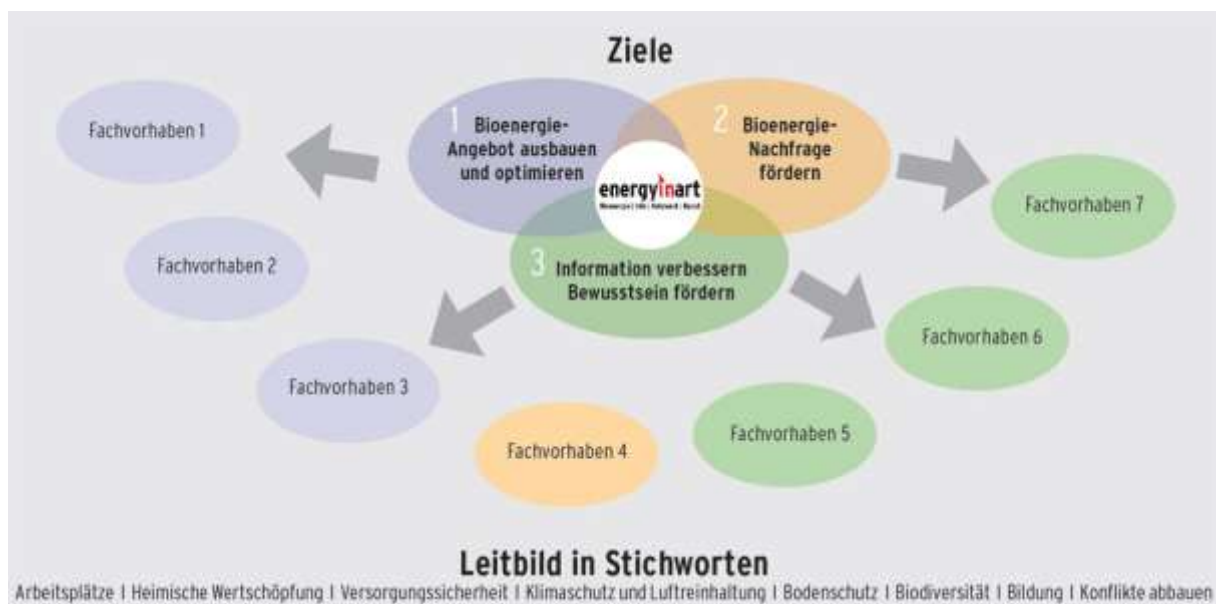 Ziele
1 Bioenergie-
Angebot ausbauen
und optimieren
2 Bioenergie-
Nachfrage
fördern
energyinart
3 Information verbessern
Bewusstsein fördern
Fachvorhaben 1
Fachvorhaben 2
Fachvorhaben 3
Fachvorhaben 4
Fachvorhaben 5
Fachvorhaben 6
Fachvorhaben 7
Leitbild in Stichworten
Arbeitsplätze I Heimische Wertschöpfung I Versorgungssicherheit I Klimaschutz und Luftreinhaltung I Bodenschutz I Biodiversität I Bildung I Konflikte abbauen